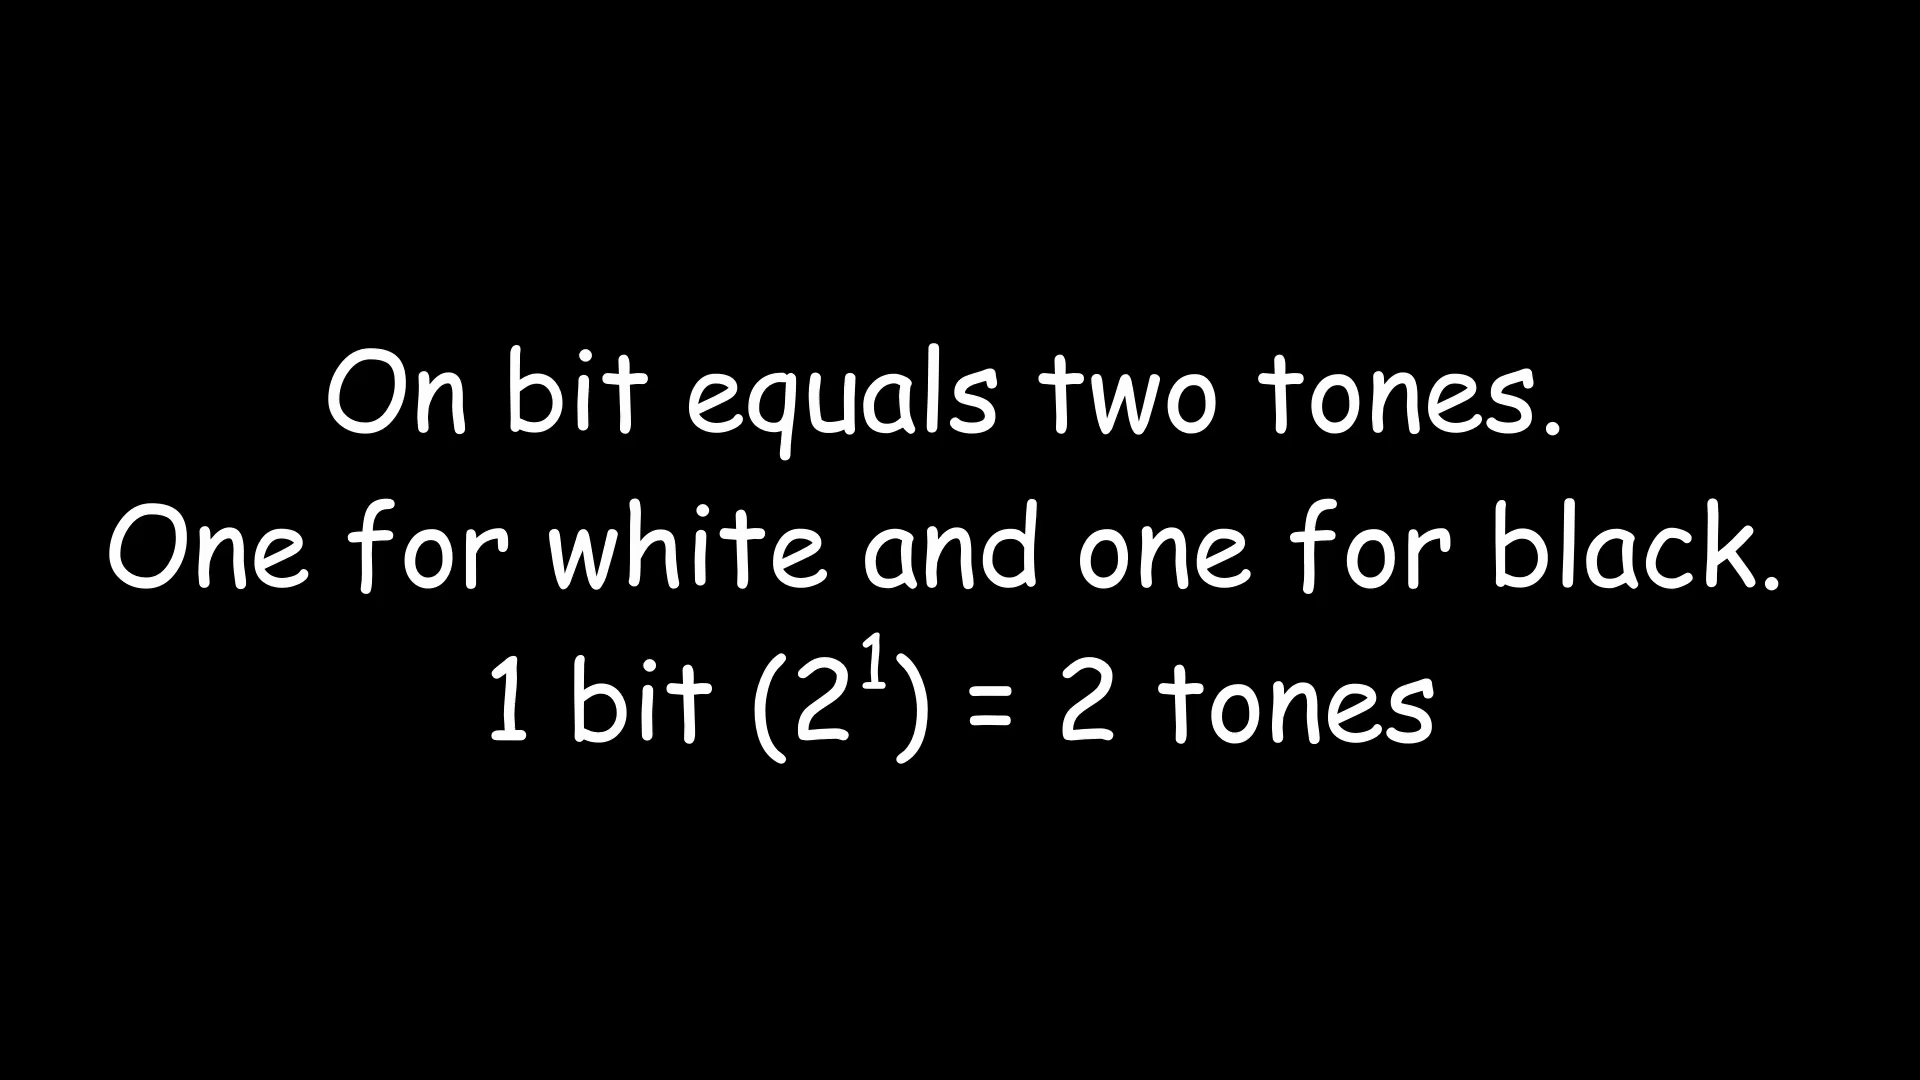 On bit equals two tones.
One for white and one for black.
1 bit (2¹) = 2 tones